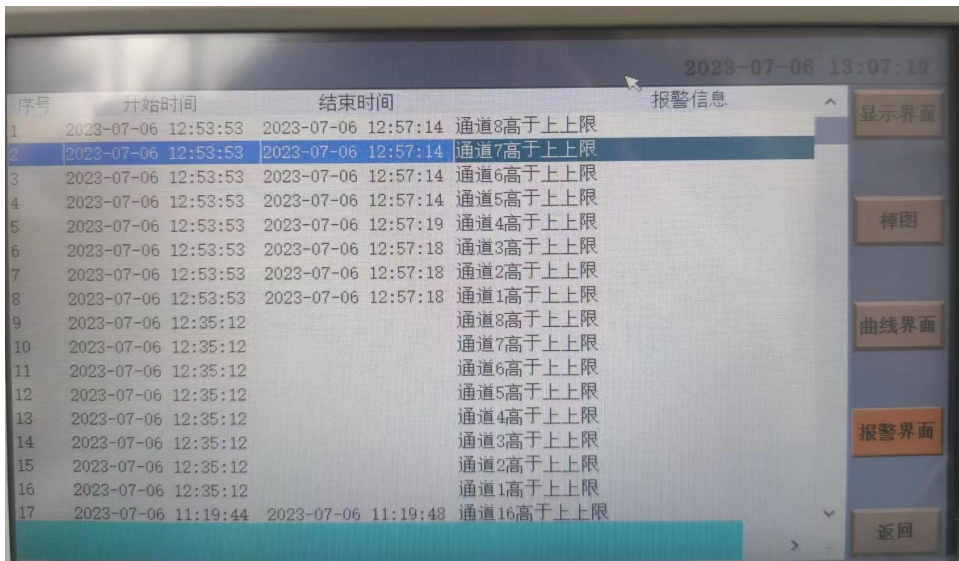 2023-07-06 13:07:19
序号 开始时间 结束时间 报警信息
1 2023-07-06 12:53:53 2023-07-06 12:57:14 通道8高于上上限
2 2023-07-06 12:53:53 2023-07-06 12:57:14 通道7高于上上限
3 2023-07-06 12:53:53 2023-07-06 12:57:14 通道6高于上上限
4 2023-07-06 12:53:53 2023-07-06 12:57:14 通道5高于上上限
5 2023-07-06 12:53:53 2023-07-06 12:57:19 通道4高于上上限
6 2023-07-06 12:53:53 2023-07-06 12:57:18 通道3高于上上限
7 2023-07-06 12:53:53 2023-07-06 12:57:18 通道2高于上上限
8 2023-07-06 12:53:53 2023-07-06 12:57:18 通道1高于上上限
9 2023-07-06 12:35:12 通道8高于上上限
10 2023-07-06 12:35:12 通道7高于上上限
11 2023-07-06 12:35:12 通道6高于上上限
12 2023-07-06 12:35:12 通道5高于上上限
13 2023-07-06 12:35:12 通道4高于上上限
14 2023-07-06 12:35:12 通道3高于上上限
15 2023-07-06 12:35:12 通道2高于上上限
16 2023-07-06 12:35:12 通道1高于上上限
17 2023-07-06 11:19:44 2023-07-06 11:19:48 通道16高于上上限
显示界面
棒图
曲线界面
报警界面
返回